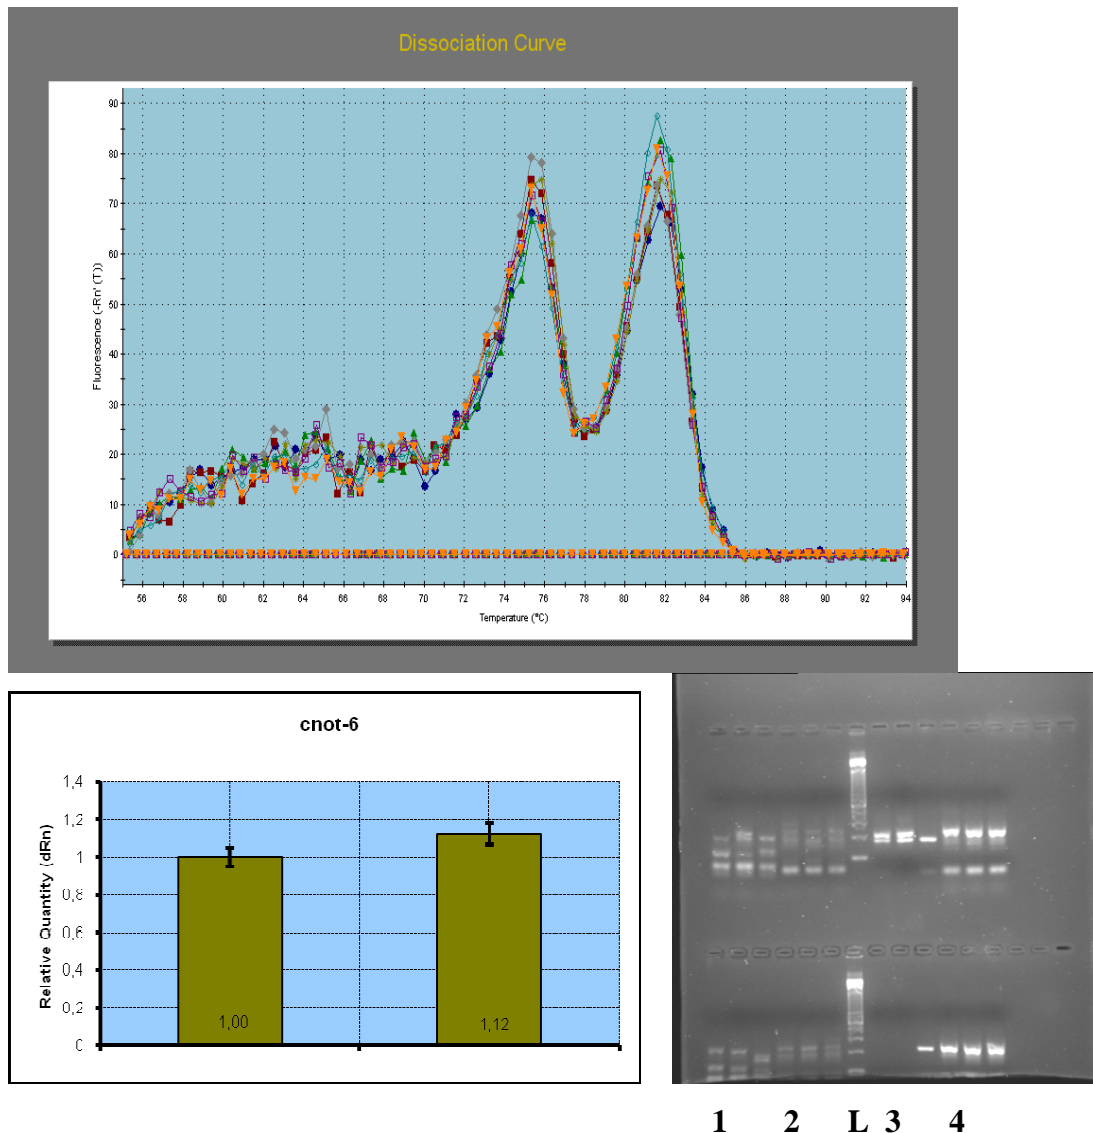 Dissociation Curve
90
80
70
60
50
40
30
20
10
0
Fluorescence (-Rn' (T))
56 58 60 62 64 66 68 70 72 74 76 78 80 82 84 86 88 90 92 94
Temperature (°C)
cnot-6
1,4
1,2
1
0,8
0,6
0,4
0,2
0
Relative Quantity (dRn)
1,00
1,12
1 2 L 3 4